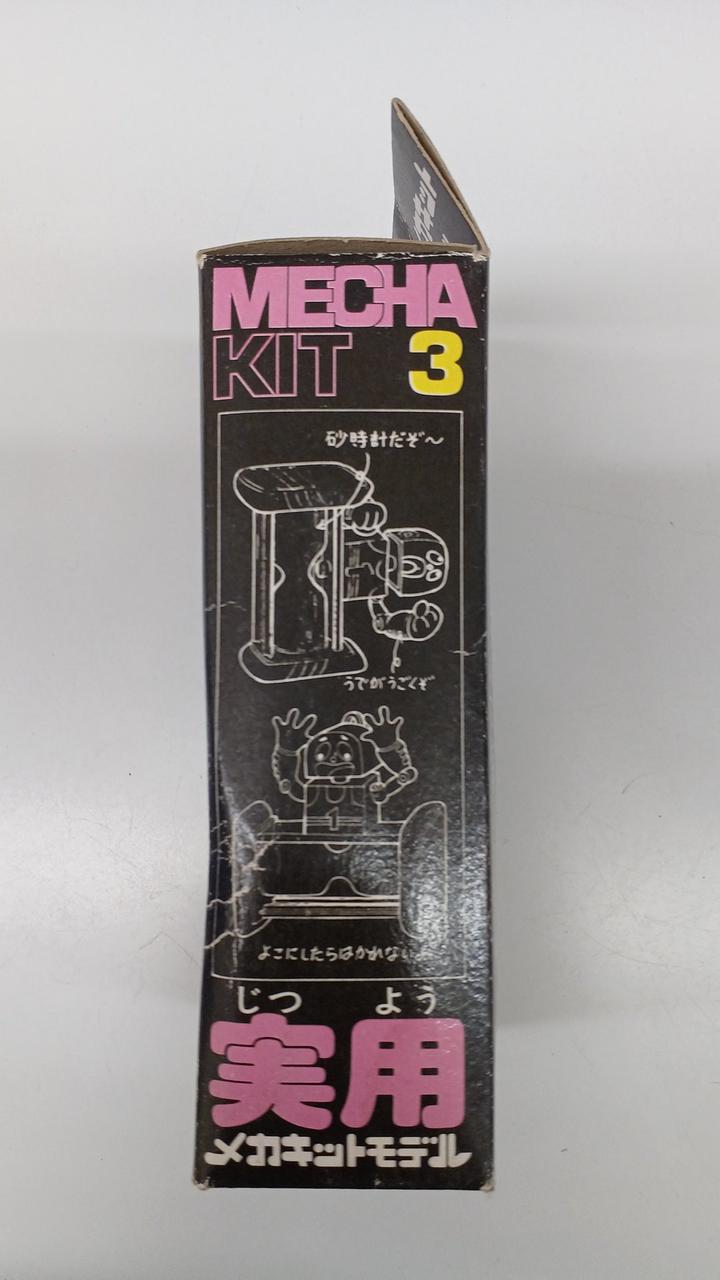 MECHA
KIT 3
砂時計だぞ～
うでがうごくぞ
1
よこにしたらはかれない
じつ よう
実用
メカキットモデル